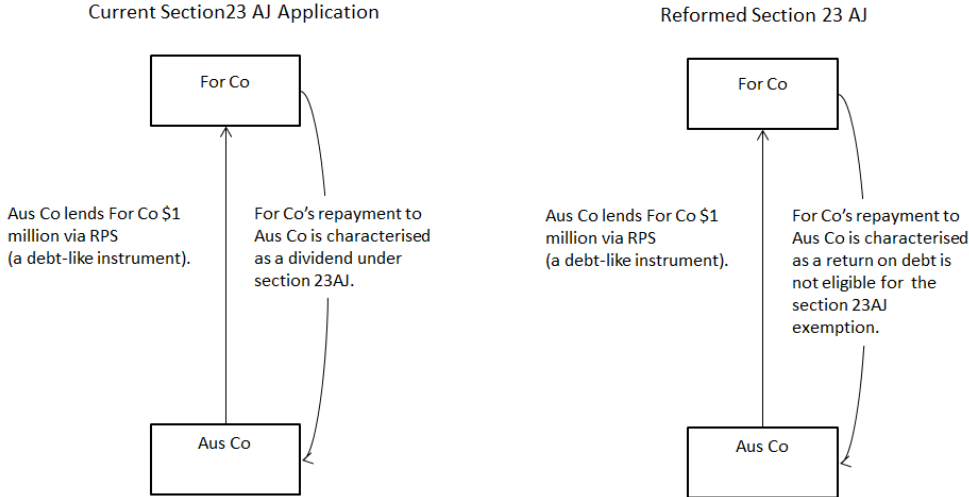 Current Section23 AJ Application
For Co
Aus Co lends For Co $1
million via RPS
(a debt-like instrument).
For Co's repayment to
Aus Co is characterised
as a dividend under
section 23AJ.
Aus Co
Reformed Section 23 AJ
For Co
Aus Co lends For Co $1
million via RPS
(a debt-like instrument).
For Co's repayment to
Aus Co is characterised
as a return on debt is
not eligible for the
section 23AJ
exemption.
Aus Co